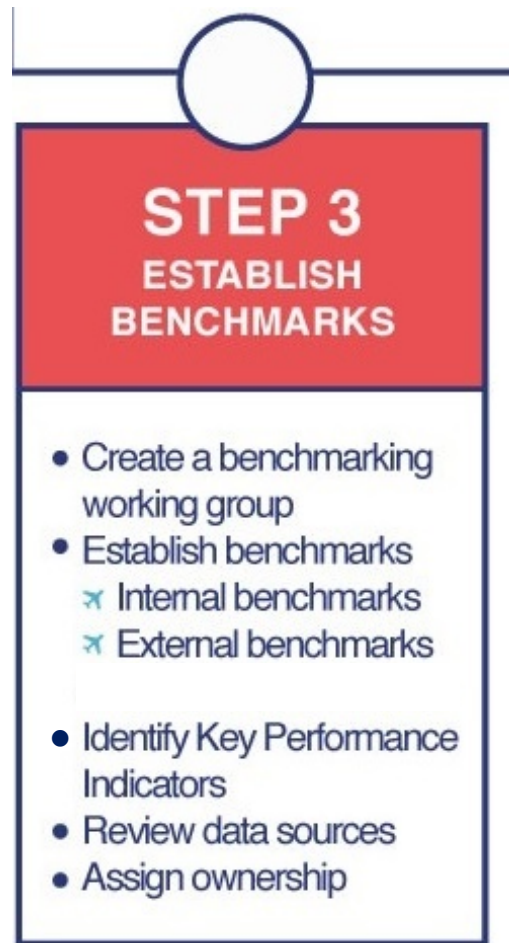 STEP 3
ESTABLISH
BENCHMARKS
• Create a benchmarking
working group
• Establish benchmarks
Internal benchmarks
External benchmarks
• Identify Key Performance
Indicators
• Review data sources
• Assign ownership